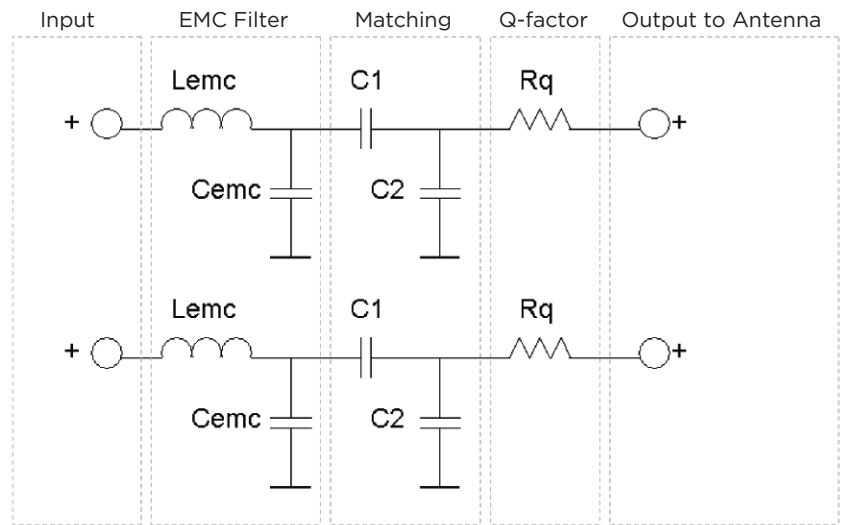 Input EMC Filter Matching Q-factor Output to Antenna
Lemc C1 Rq
+ +
Cemc C2
Lemc C1 Rq
+ +
Cemc C2